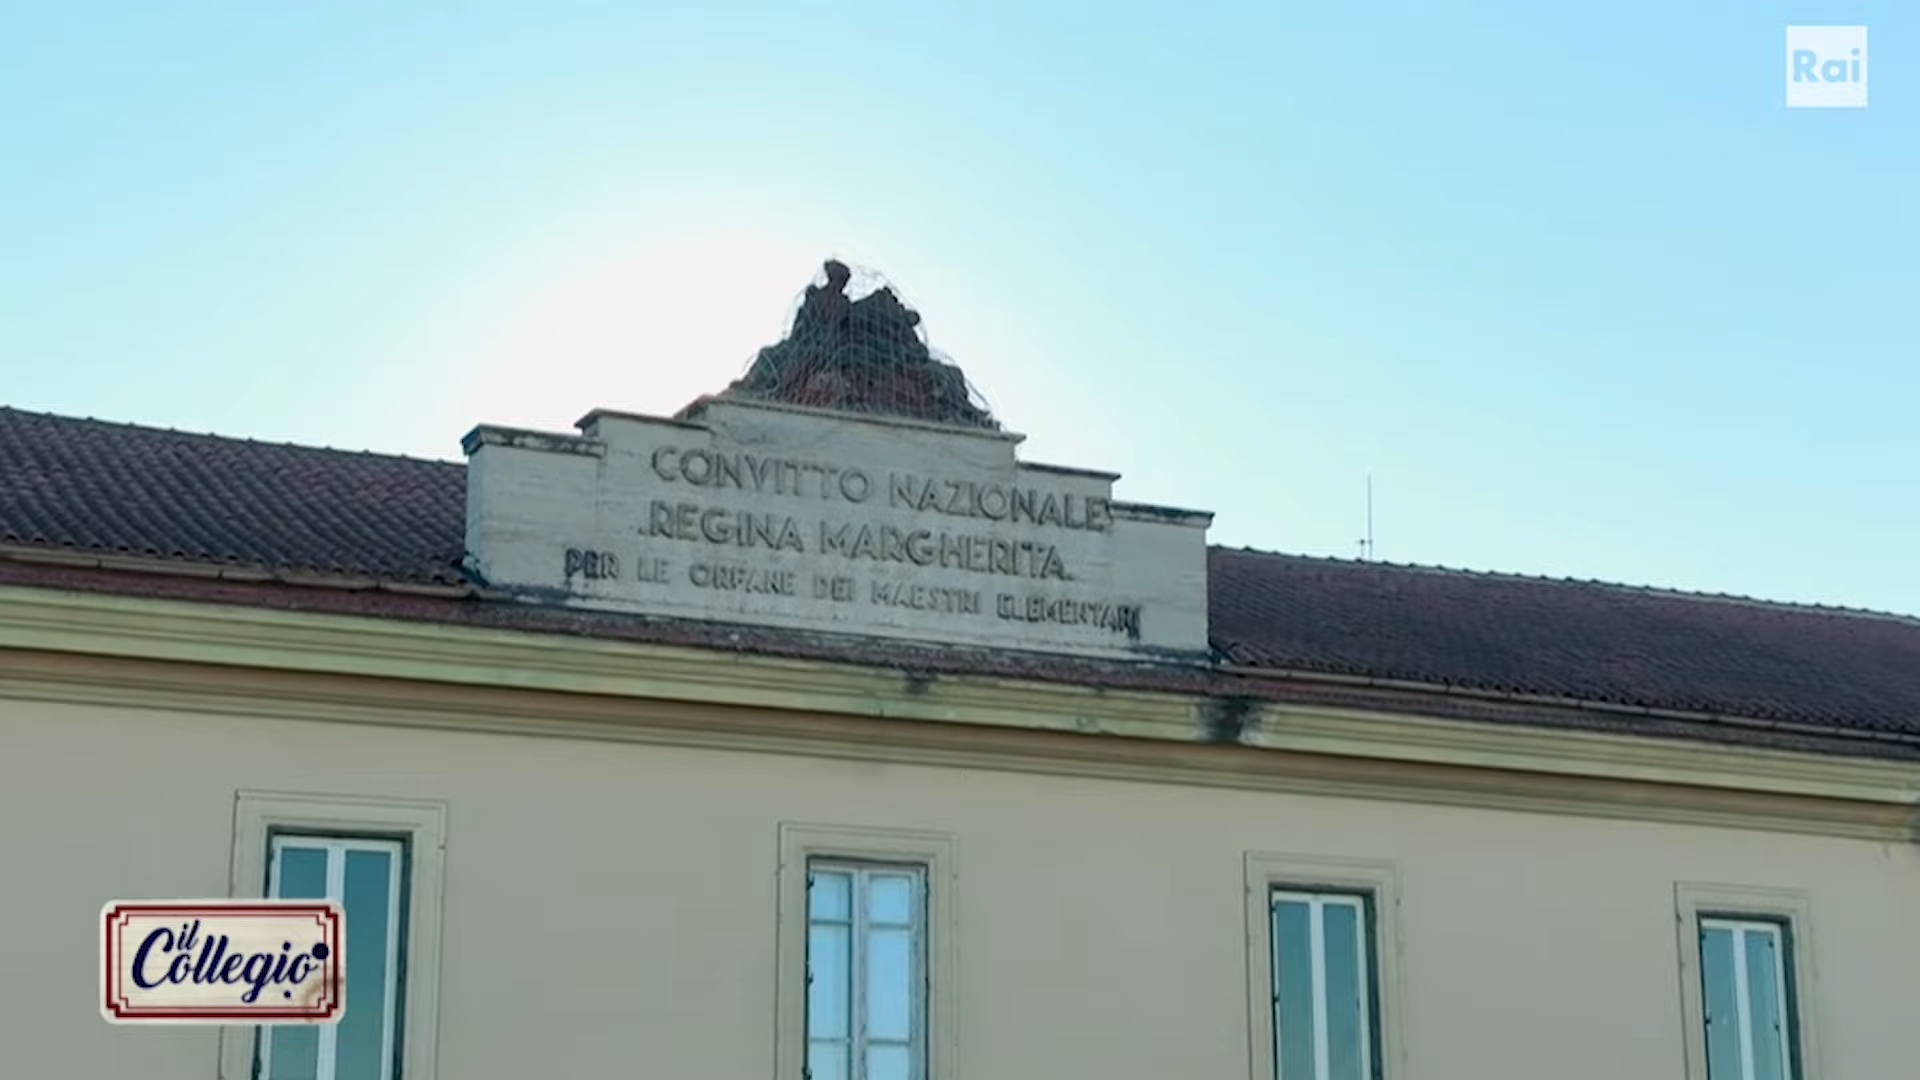 Rai
CONVITTO NAZIONALE
.REGINA MARGHERITA.
PER LE ORFANE DEI MAESTRI ELEMENTARI
il
Collegio